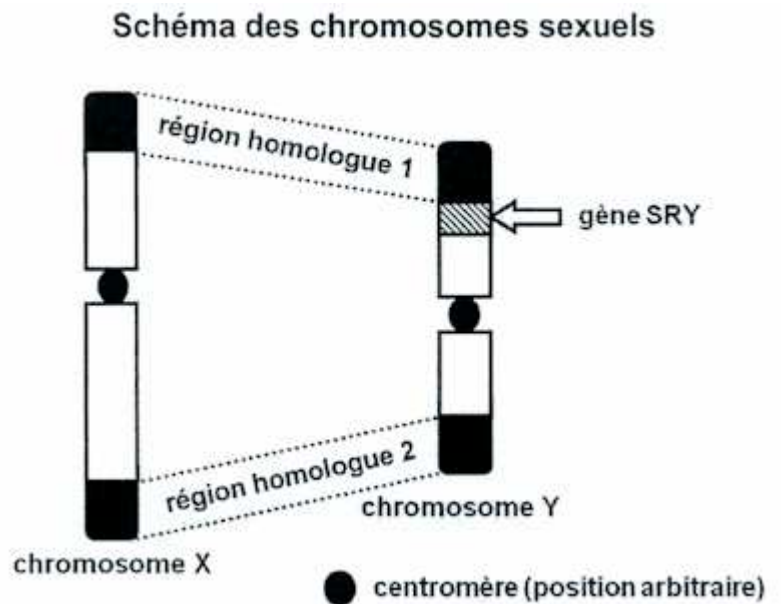 Schéma des chromosomes sexuels
région homologue 1
gène SRY
région homologue 2
chromosome Y
chromosome X
centromère (position arbitraire)